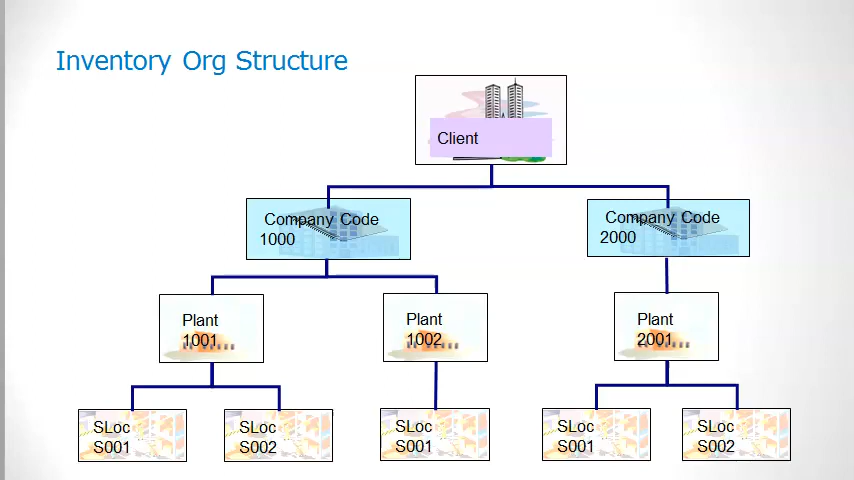 Inventory Org Structure
Client
Company Code
1000
Company Code
2000
Plant
1001
Plant
1002
Plant
2001
SLoc
S001
SLoc
S002
SLoc
S001
SLoc
S001
SLoc
S002